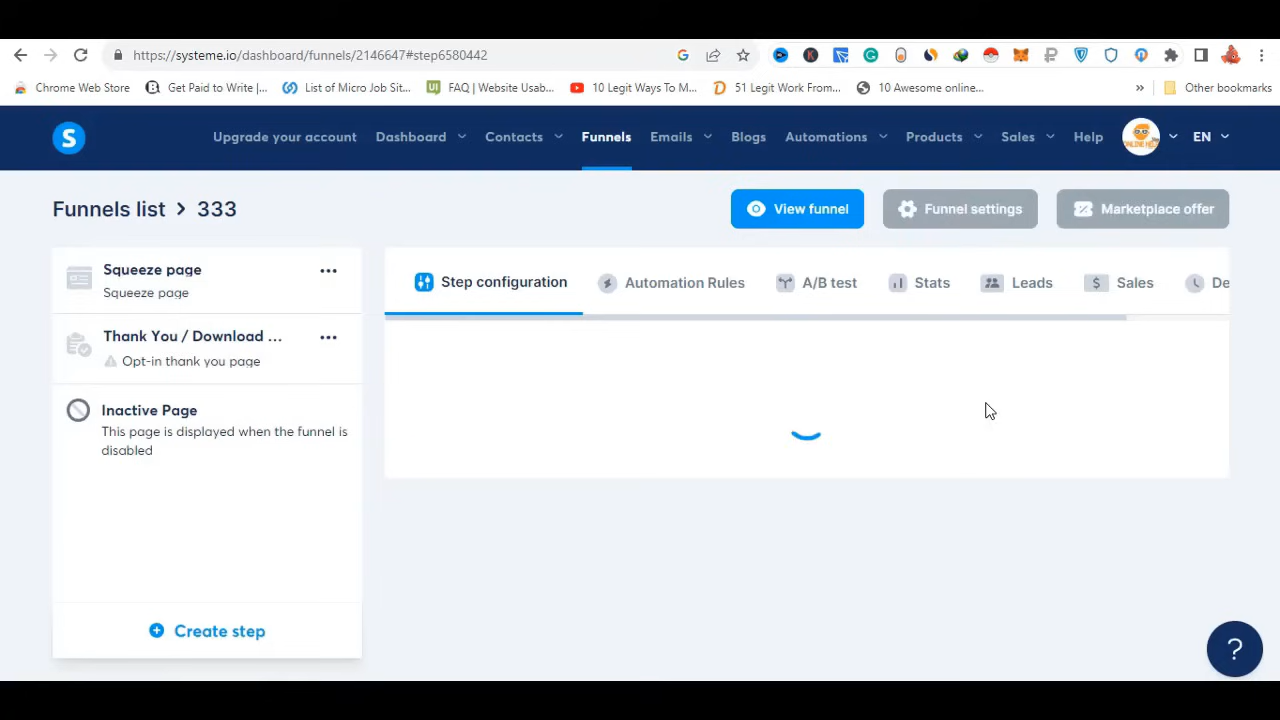 https://systeme.io/dashboard/funnels/2146647#step6580442
Chrome Web Store Get Paid to Write |... List of Micro Job Sit... UI FAQ | Website Usab... 10 Legit Ways To M... 51 Legit Work From... 10 Awesome online... » Other bookmarks
S Upgrade your account Dashboard Contacts Funnels Emails Blogs Automations Products Sales Help EN
Funnels list > 333 View funnel Funnel settings Marketplace offer
Squeeze page
Squeeze page
Thank You / Download ...
Opt-in thank you page
Inactive Page
This page is displayed when the funnel is
disabled
Create step
Step configuration Automation Rules A/B test Stats Leads $ Sales De
?